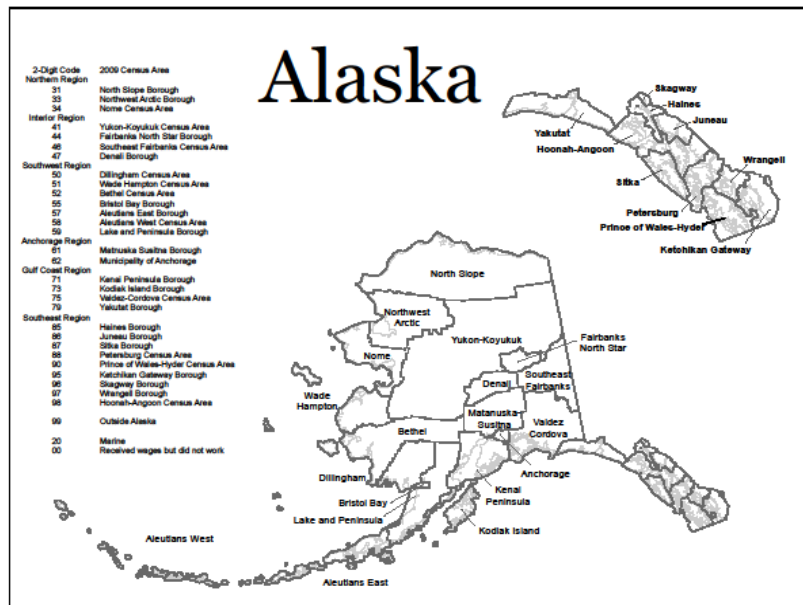 Alaska
2-Digit Code 2009 Census Area
Northern Region
31 North Slope Borough
33 Northwest Arctic Borough
34 Nome Census Area
Interior Region
41 Yukon-Koyukuk Census Area
44 Fairbanks North Star Borough
46 Southeast Fairbanks Census Area
47 Denali Borough
Southwest Region
50 Dillingham Census Area
51 Wade Hampton Census Area
52 Bethel Census Area
55 Bristol Bay Borough
57 Aleutians East Borough
58 Aleutians West Census Area
59 Lake and Peninsula Borough
Anchorage Region
61 Matnuska Susitna Borough
62 Municipality of Anchorage
Gulf Coast Region
71 Kenai Peninsula Borough
73 Kodiak Island Borough
75 Valdez-Cordova Census Area
79 Yakutat Borough
Southeast Region
85 Haines Borough
86 Juneau Borough
87 Sitka Borough
88 Petersburg Census Area
90 Prince of Wales-Hyder Census Area
95 Ketchikan Gateway Borough
96 Skagway Borough
97 Wrangell Borough
98 Hoonah-Angoon Census Area
99 Outside Alaska
20 Marine
00 Received wages but did not work
Skagway
Haines
Juneau
Yakutat
Hoonah-Angoon
Wrangell
Sitka
Petersburg
Prince of Wales-Hyder
Ketchikan Gateway
North Slope
Northwest
Arctic
Yukon-Koyukuk
Fairbanks
North Star
Nome
Denali
Southeast
Fairbanks
Wade
Hampton
Matanuska-
Susitna
Valdez
Cordova
Bethel
Anchorage
Dillingham
Kenai
Peninsula
Bristol Bay
Lake and Peninsula
Kodiak Island
Aleutians West
Aleutians East